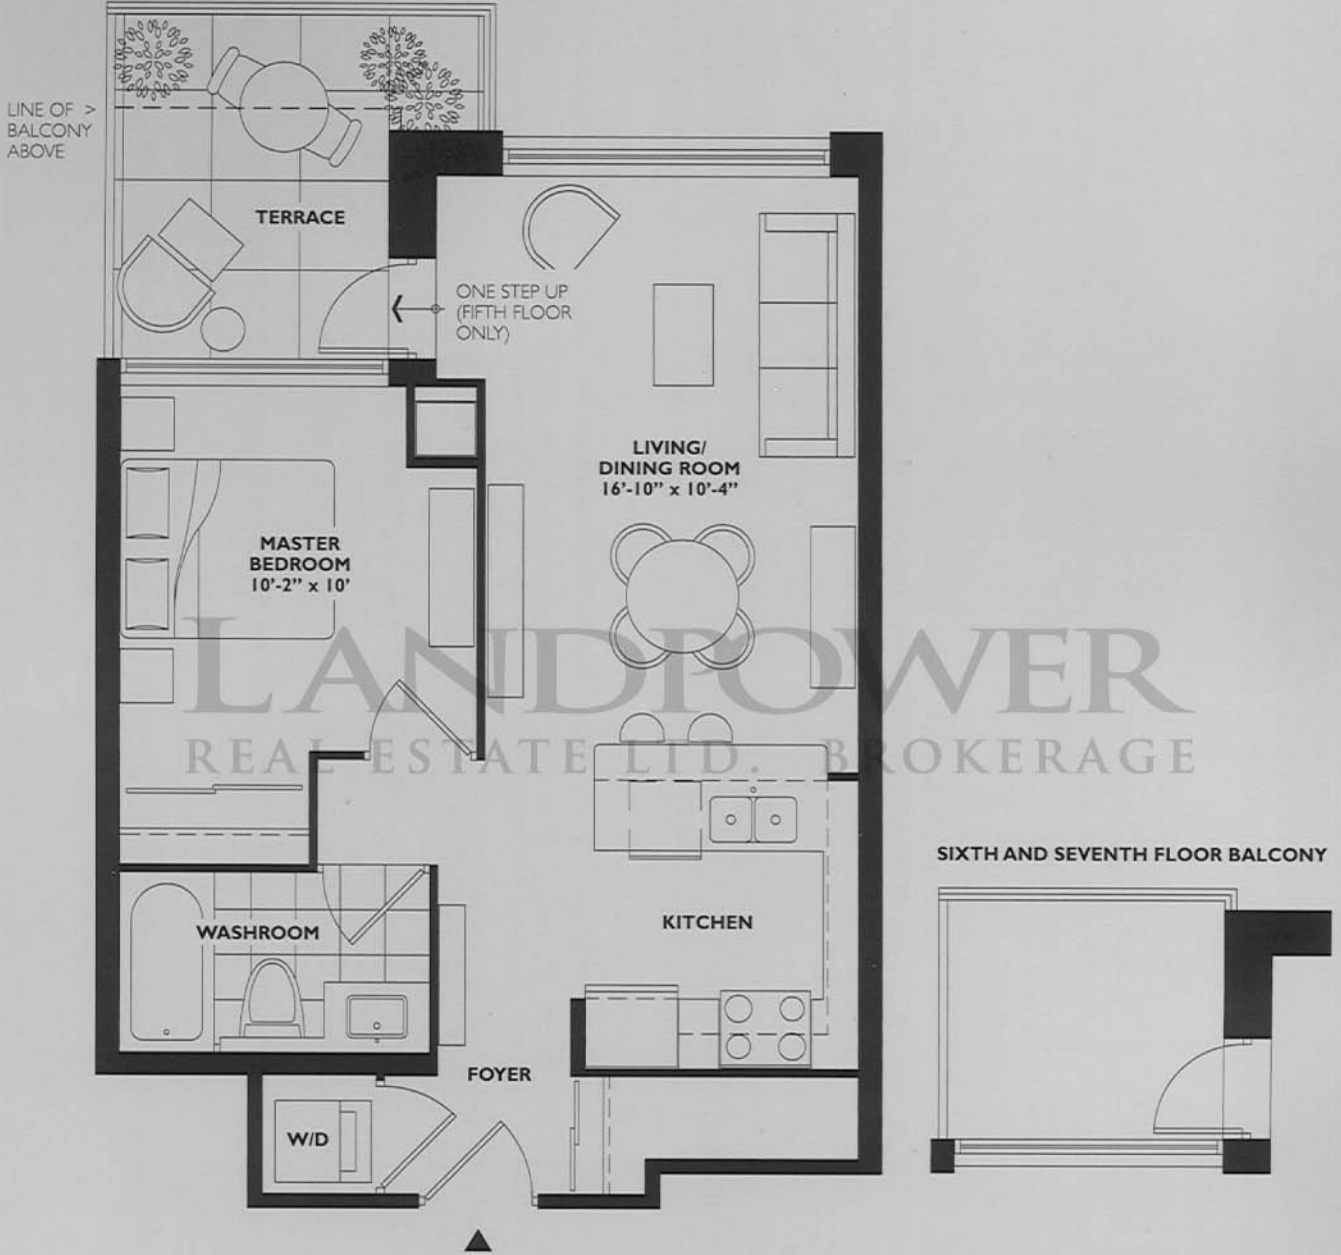 LINE OF >
BALCONY
ABOVE
TERRACE
ONE STEP UP
(FIFTH FLOOR
ONLY)
LIVING/
DINING ROOM
16'-10" x 10'-4"
MASTER
BEDROOM
10'-2" x 10'
LANDPOWER
REAL ESTATE LTD. BROKERAGE
SIXTH AND SEVENTH FLOOR BALCONY
WASHROOM
KITCHEN
FOYER
W/D